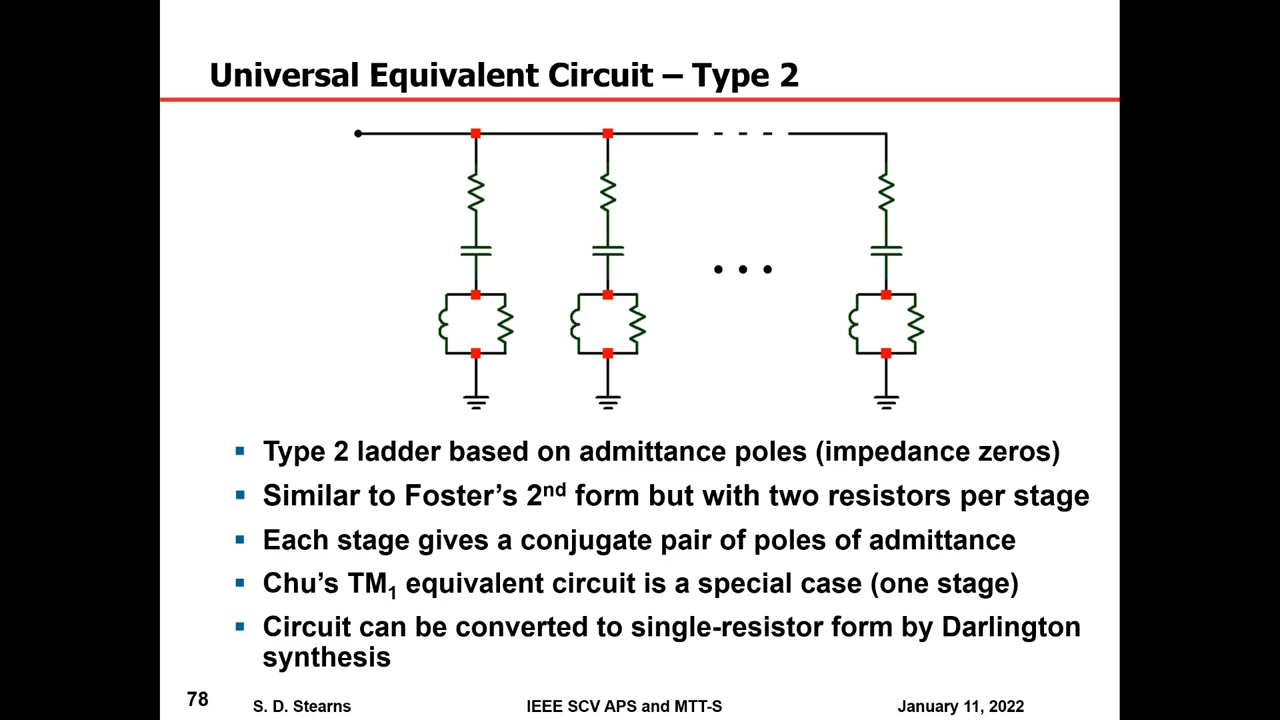 Universal Equivalent Circuit – Type 2
Type 2 ladder based on admittance poles (impedance zeros)
Similar to Foster's 2nd form but with two resistors per stage
Each stage gives a conjugate pair of poles of admittance
Chu's TM1 equivalent circuit is a special case (one stage)
Circuit can be converted to single-resistor form by Darlington
synthesis
78
S. D. Stearns
IEEE SCV APS and MTT-S
January 11, 2022